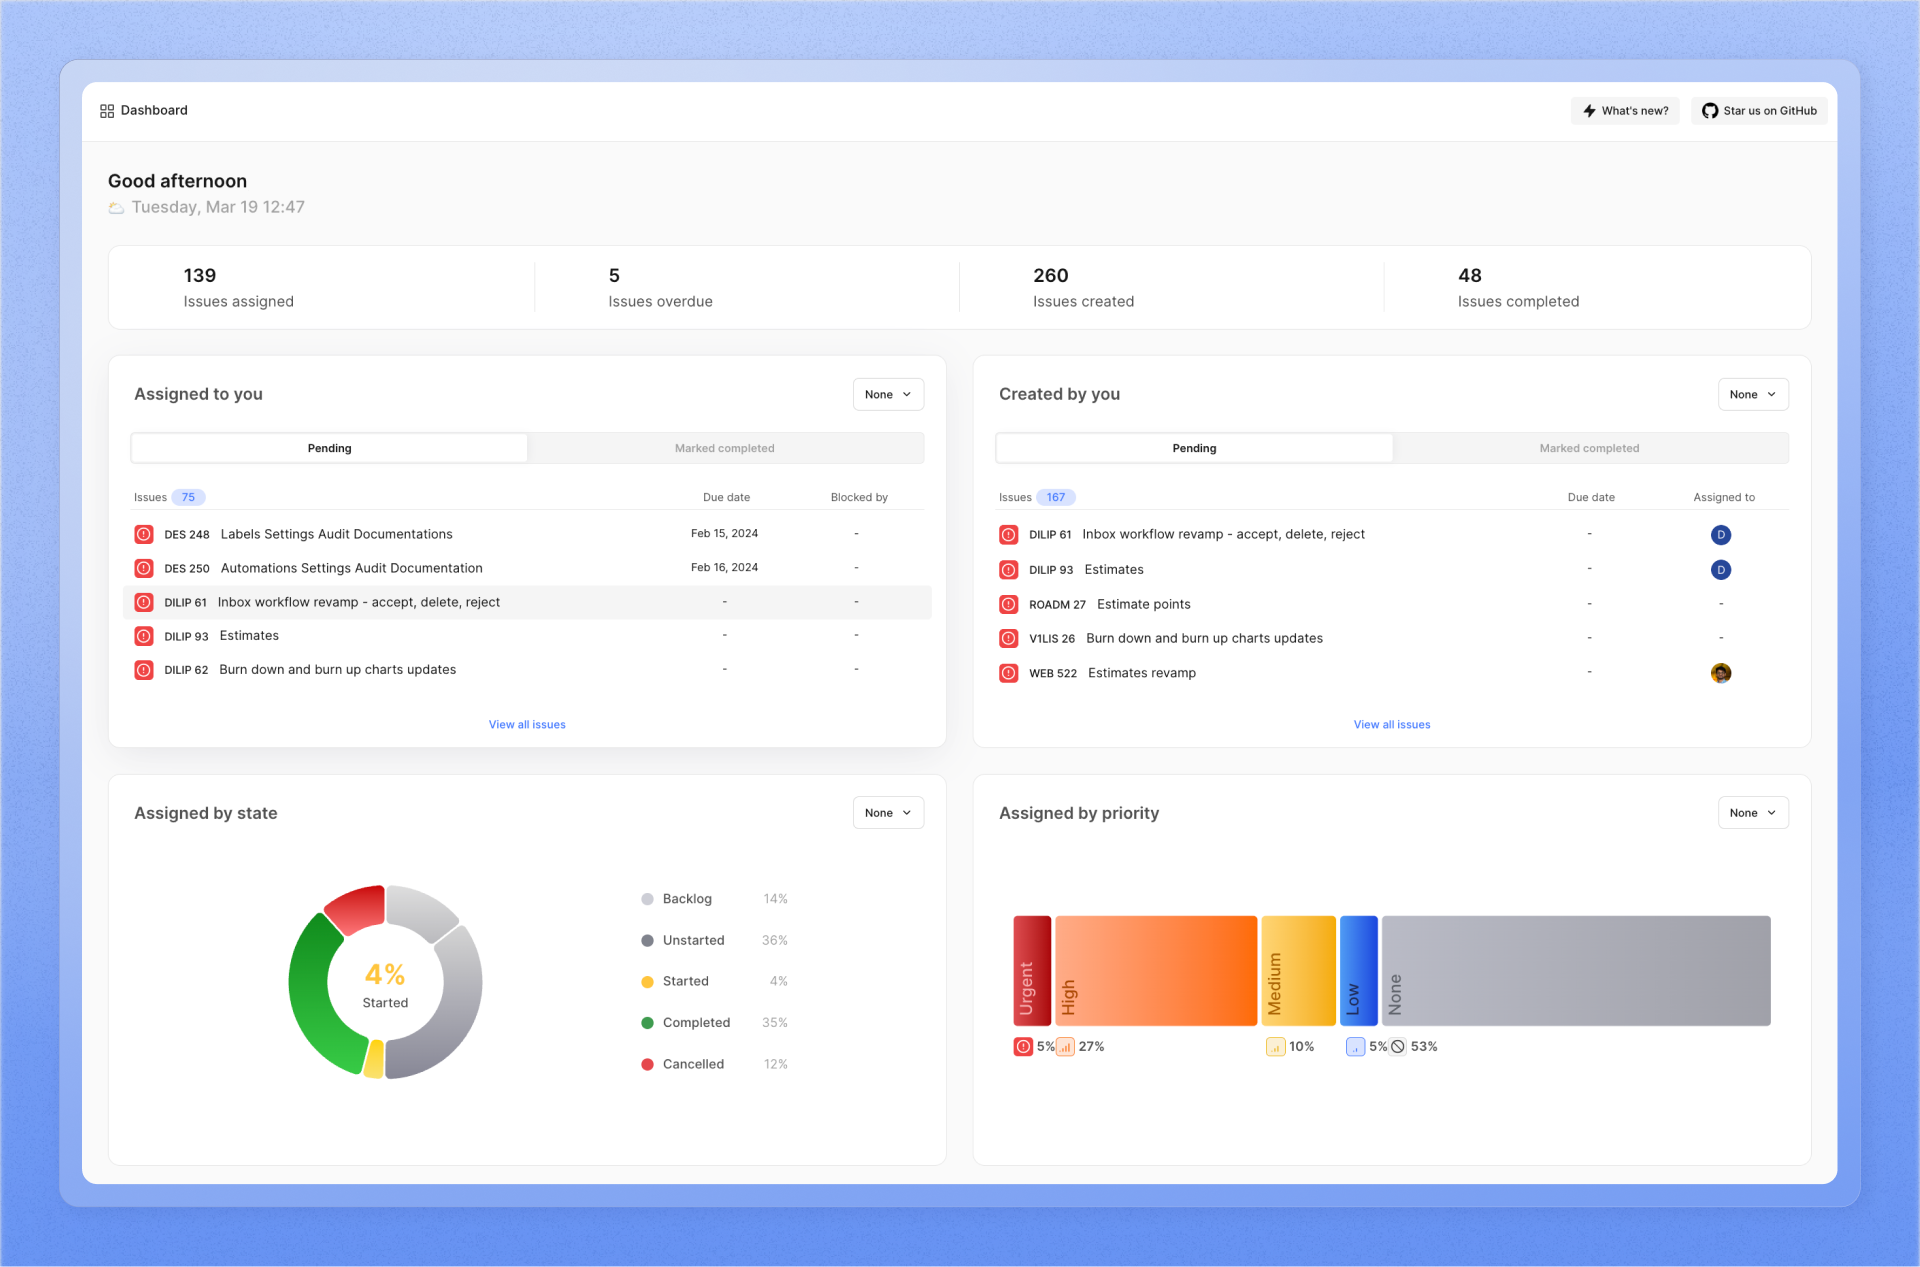 Dashboard
What's new?
Star us on GitHub
Good afternoon
Tuesday, Mar 19 12:47
139
Issues assigned
5
Issues overdue
260
Issues created
48
Issues completed
Assigned to you
None
Pending
Marked completed
Issues 75 Due date Blocked by
DES 248 Labels Settings Audit Documentations Feb 15, 2024 -
DES 250 Automations Settings Audit Documentation Feb 16, 2024 -
DILIP 61 Inbox workflow revamp - accept, delete, reject - -
DILIP 93 Estimates - -
DILIP 62 Burn down and burn up charts updates - -
View all issues
Created by you
None
Pending
Marked completed
Issues 167 Due date Assigned to
DILIP 61 Inbox workflow revamp - accept, delete, reject - D
DILIP 93 Estimates - D
ROADM 27 Estimate points - -
V1LIS 26 Burn down and burn up charts updates - -
WEB 522 Estimates revamp -
View all issues
Assigned by state
None
4%
Started
Backlog 14%
Unstarted 36%
Started 4%
Completed 35%
Cancelled 12%
Assigned by priority
None
Urgent
High
Medium
Low
None
5% 27% 10% 5% 53%